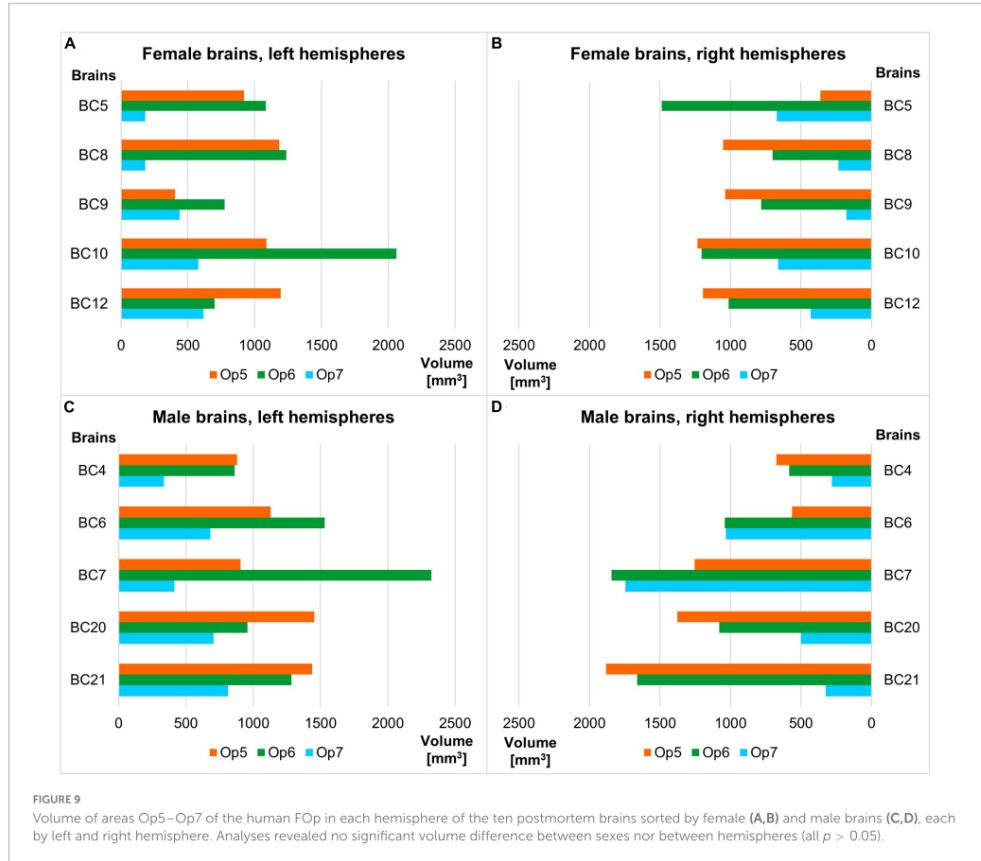 A
Female brains, left hemispheres
Brains
BC5
BC8
BC9
BC10
BC12
0 500 1000 1500 2000 2500
Volume
[mm³]
Op5 Op6 Op7
B
Female brains, right hemispheres
Brains
BC5
BC8
BC9
BC10
BC12
2500 2000 1500 1000 500 0
Volume
[mm³]
Op5 Op6 Op7
C
Male brains, left hemispheres
Brains
BC4
BC6
BC7
BC20
BC21
0 500 1000 1500 2000 2500
Volume
[mm³]
Op5 Op6 Op7
D
Male brains, right hemispheres
Brains
BC4
BC6
BC7
BC20
BC21
2500 2000 1500 1000 500 0
Volume
[mm³]
Op5 Op6 Op7
FIGURE 9
Volume of areas Op5–Op7 of the human FOp in each hemisphere of the ten postmortem brains sorted by female (A,B) and male brains (C,D), each
by left and right hemisphere. Analyses revealed no significant volume difference between sexes nor between hemispheres (all p > 0.05).